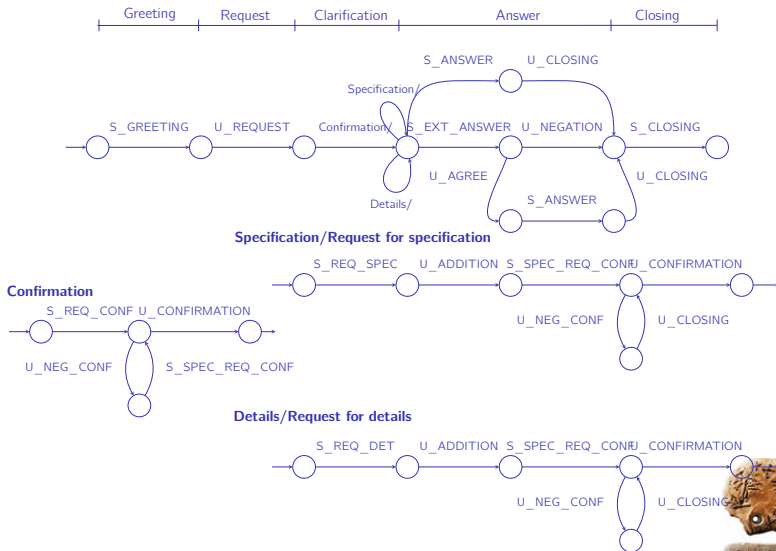 Greeting Request Clarification Answer Closing
S_ANSWER U_CLOSING
Specification/
S_GREETING U_REQUEST Confirmation/ S_EXT_ANSWER U_NEGATION S_CLOSING
U_AGREE U_CLOSING
S_ANSWER
Details/
Specification/Request for specification
S_REQ_SPEC U_ADDITION S_SPEC_REQ_CONF U_CONFIRMATION
Confirmation
S_REQ_CONF U_CONFIRMATION
U_NEG_CONF U_CLOSING
U_NEG_CONF S_SPEC_REQ_CONF
Details/Request for details
S_REQ_DET U_ADDITION S_SPEC_REQ_CONF U_CONFIRMATION
U_NEG_CONF U_CLOSING